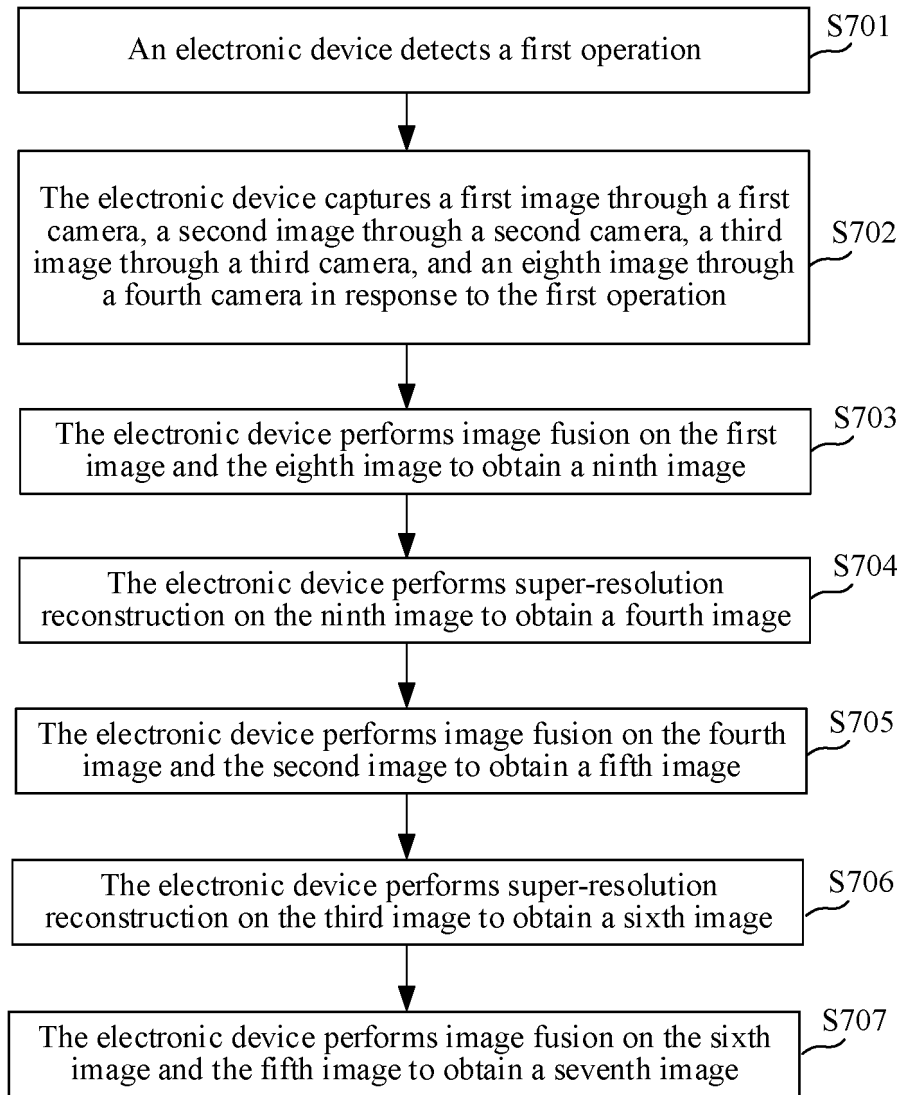 S701
An electronic device detects a first operation
The electronic device captures a first image through a first
camera, a second image through a second camera, a third
image through a third camera, and an eighth image through
a fourth camera in response to the first operation
S702
The electronic device performs image fusion on the first
image and the eighth image to obtain a ninth image
S703
The electronic device performs super-resolution
reconstruction on the ninth image to obtain a fourth image
S704
The electronic device performs image fusion on the fourth
image and the second image to obtain a fifth image
S705
The electronic device performs super-resolution
reconstruction on the third image to obtain a sixth image
S706
The electronic device performs image fusion on the sixth
image and the fifth image to obtain a seventh image
S707